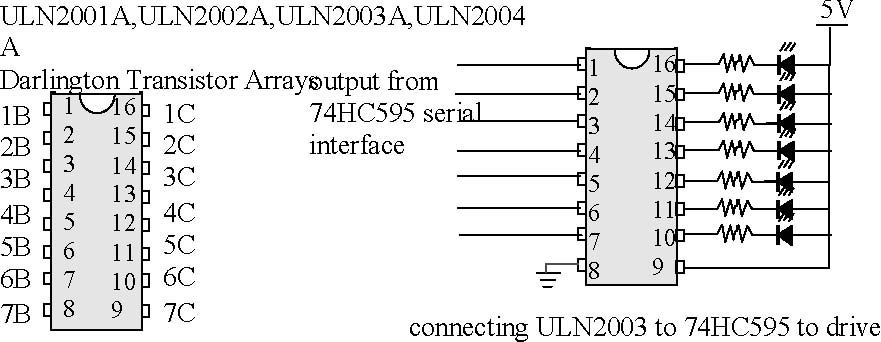 ULN2001A,ULN2002A,ULN2003A,ULN2004
A
Darlington Transistor Arrays
1B 1 16 1C
2B 2 15 2C
3B 3 14 3C
4B 4 13 4C
5B 5 12 5C
6B 6 11 6C
7B 7 10 7C
8 9
output from
74HC595 serial
interface
5V
1 16
2 15
3 14
4 13
5 12
6 11
7 10
8 9
connecting ULN2003 to 74HC595 to drive